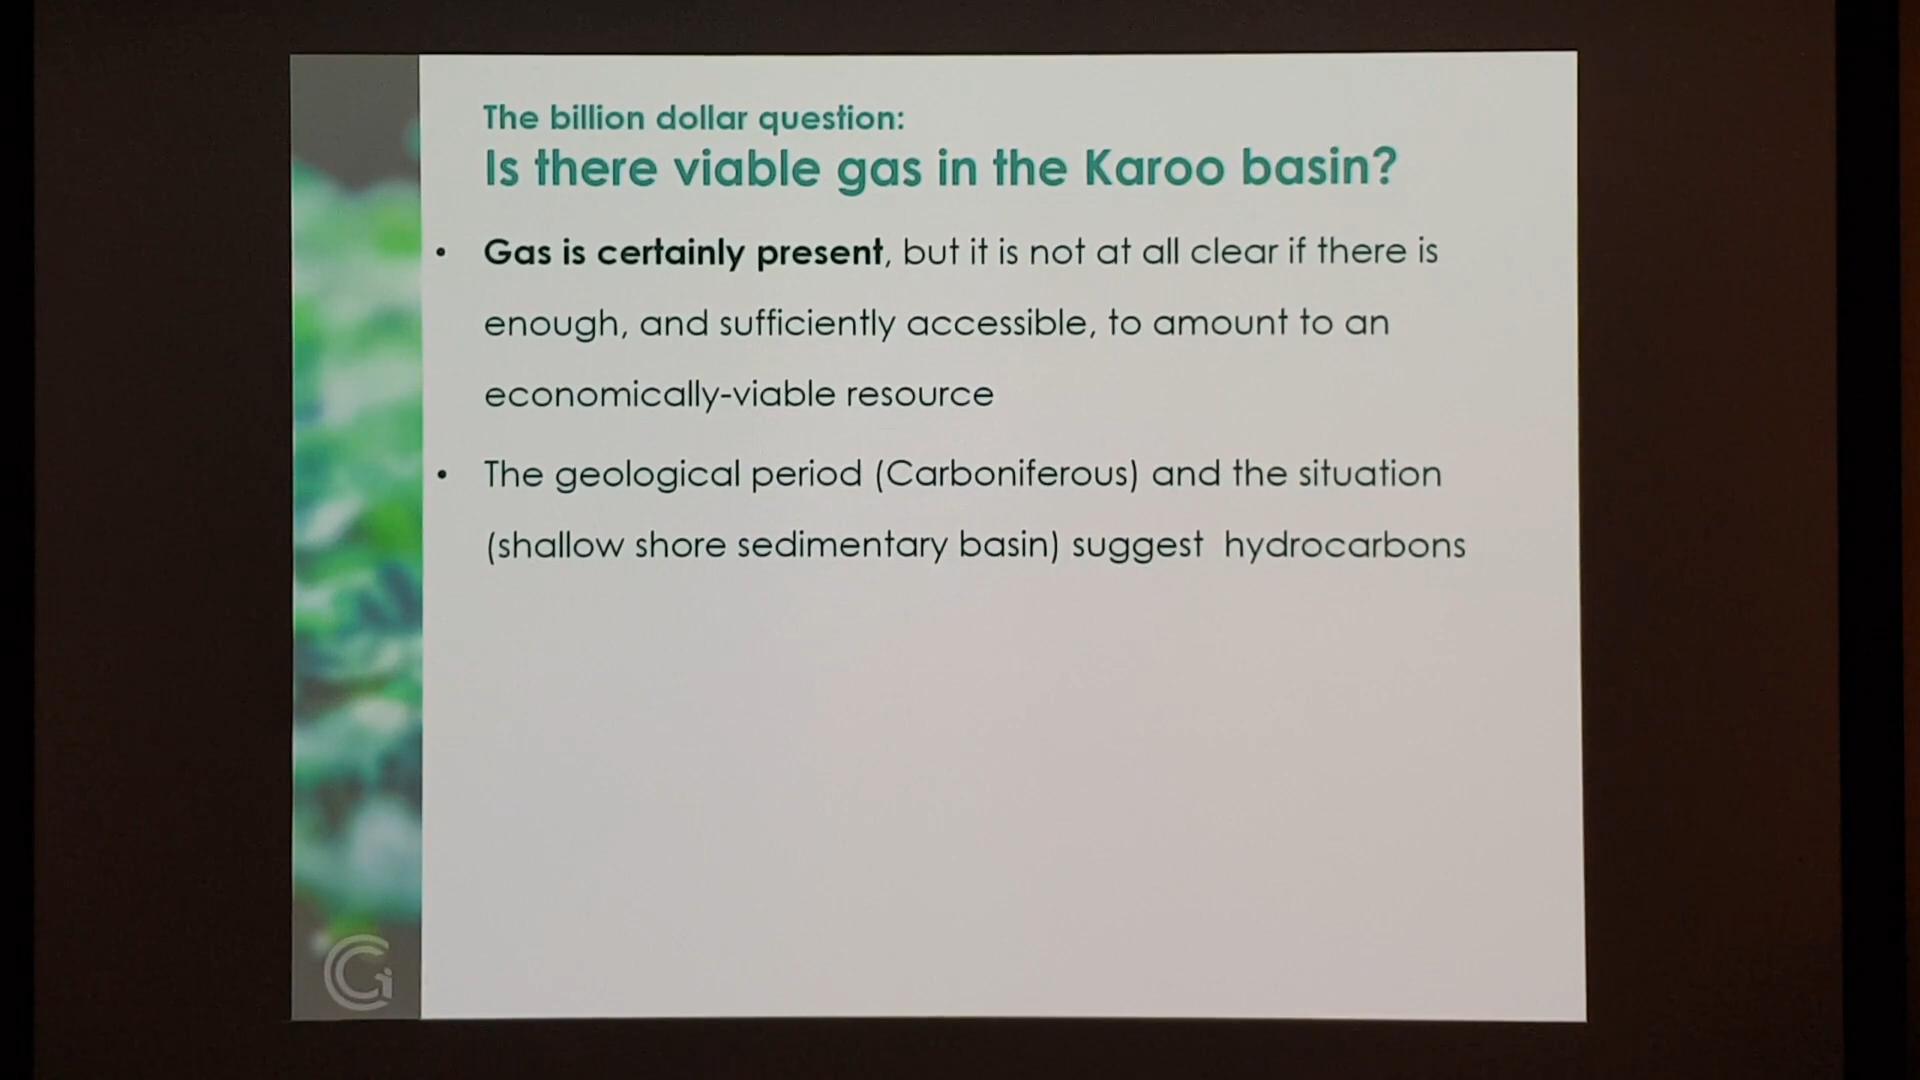 The billion dollar question:
Is there viable gas in the Karoo basin?
• Gas is certainly present, but it is not at all clear if there is
enough, and sufficiently accessible, to amount to an
economically-viable resource
• The geological period (Carboniferous) and the situation
(shallow shore sedimentary basin) suggest hydrocarbons